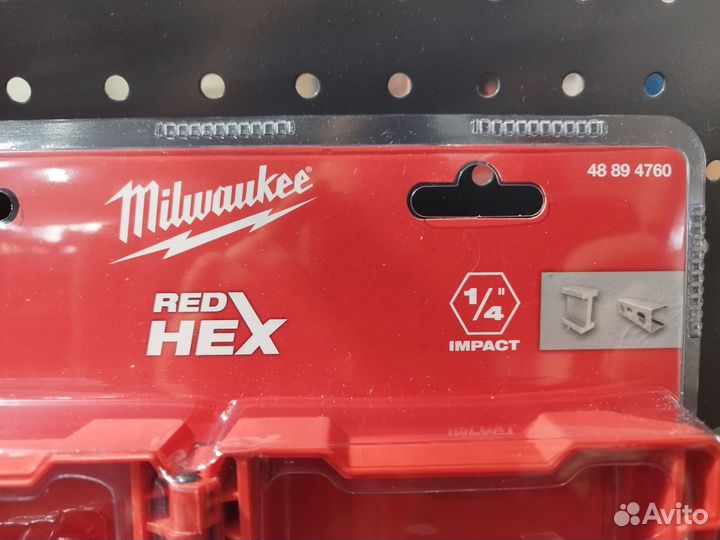 Milwaukee®
48 89 4760
RED
HEX
1/4"
IMPACT
Avito